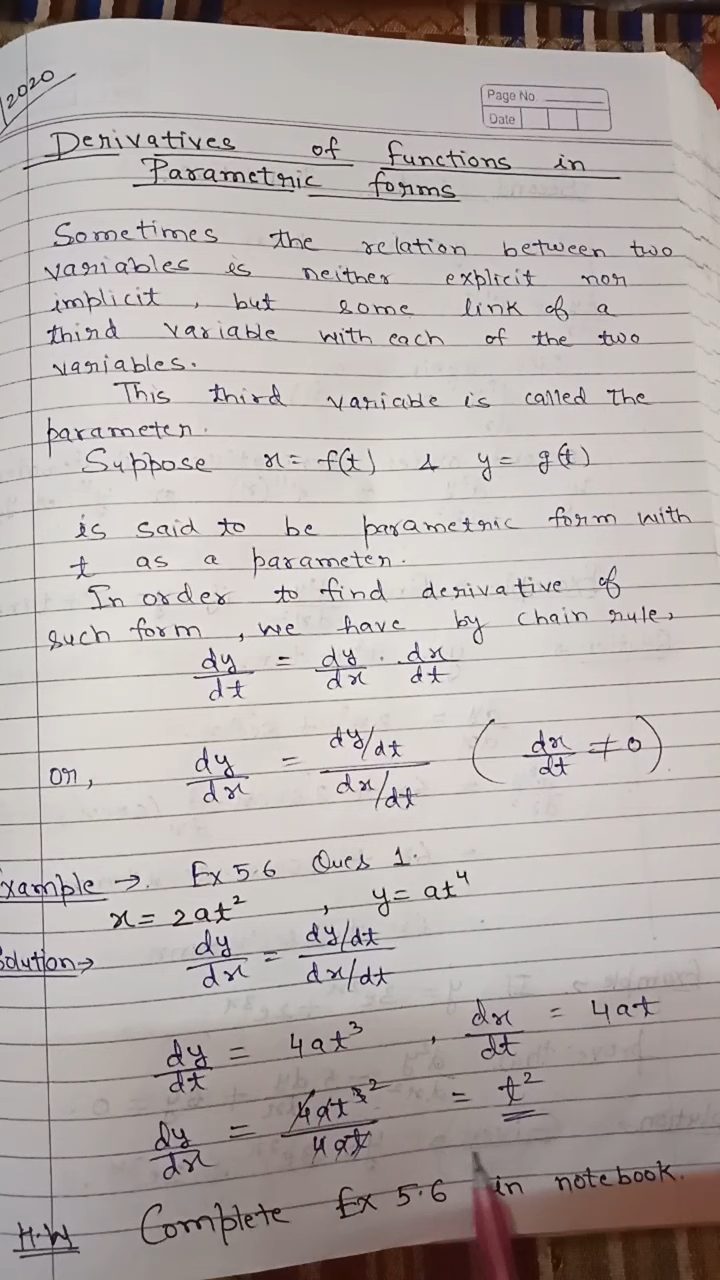 2020
Page No.
Date
Derivatives of functions in
Parametric forms
Sometimes the relation between two
variables is neither explicit nor
implicit, but some link of a
third variable with each of the two
variables.
This third variable is called the
parameter.
Suppose x = f(t) & y = g(t)
is said to be parametric form with
t as a parameter.
In order to find derivative of
such form, we have by chain rule,
dy/dt = dy/dx . dx/dt
or, dy/dx = (dy/dt)/(dx/dt) (dx/dt ≠ 0)
xample → . Ex 5.6 Ques 1.
x = 2at², y = at⁴
olution → dy/dx = (dy/dt)/(dx/dt)
dy/dt = 4at³, dx/dt = 4at
dy/dx = 4at³ ²/4at = t²
H.W Complete Ex 5.6 in notebook.